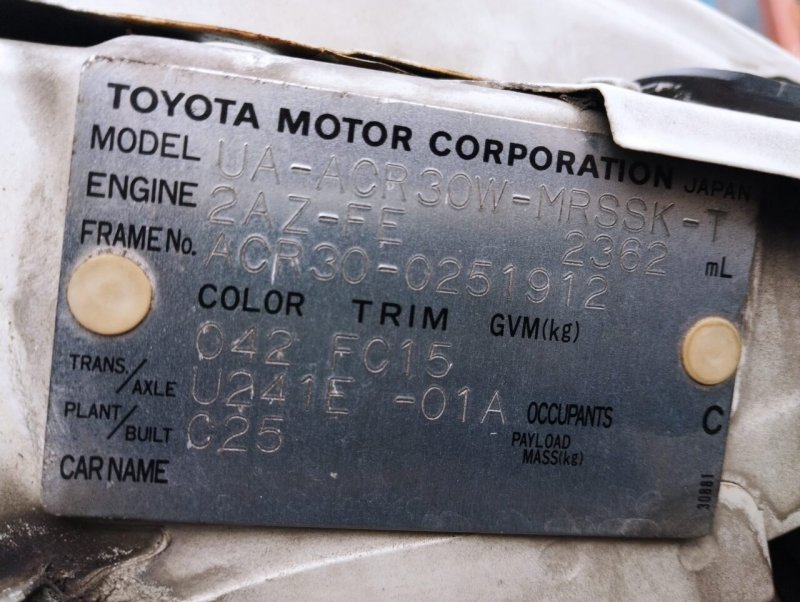 TOYOTA MOTOR CORPORATION JAPAN
MODEL UA-ACR30W-MRSSK-T
ENGINE 2AZ-FE 2362 mL
FRAME No. ACR30-0251912
COLOR TRIM GVM(kg)
042 FC15
TRANS./AXLE U241E -01A OCCUPANTS C
PLANT/BUILT C25 PAYLOAD MASS(kg)
CAR NAME
30881